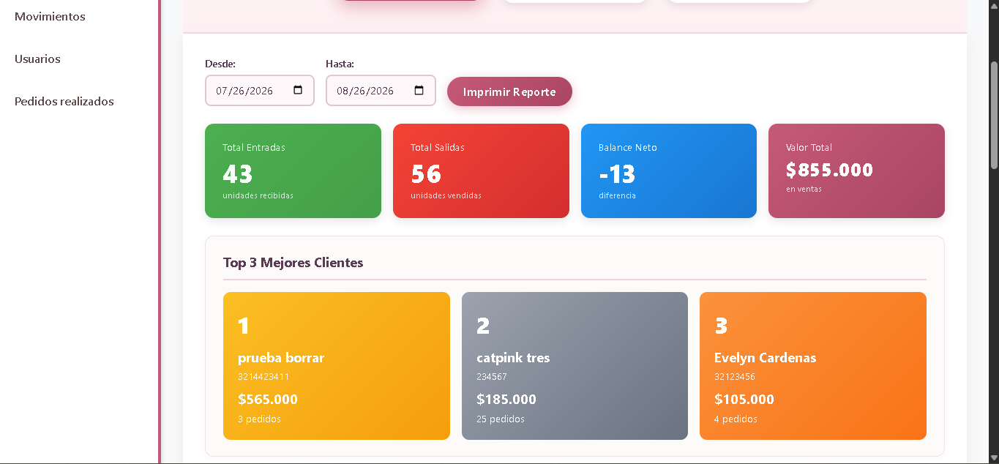 Movimientos
Usuarios
Pedidos realizados
Desde:
Hasta:
07/26/2026
08/26/2026
Imprimir Reporte
Total Entradas
43
unidades recibidas
Total Salidas
56
unidades vendidas
Balance Neto
-13
diferencia
Valor Total
$855.000
en ventas
Top 3 Mejores Clientes
1
prueba borrar
3214423411
$565.000
3 pedidos
2
catpink tres
234567
$185.000
25 pedidos
3
Evelyn Cardenas
32123456
$105.000
4 pedidos